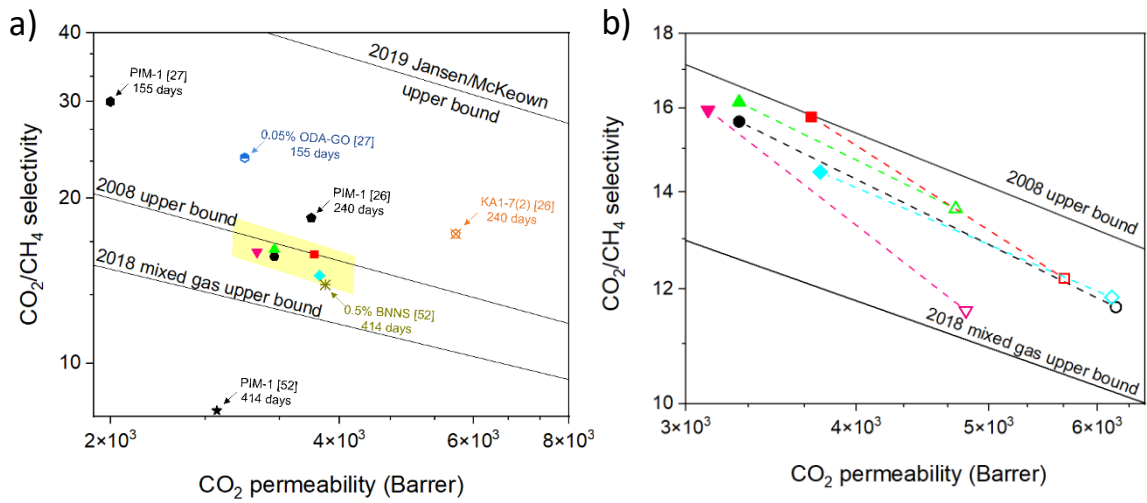 a)
40
30
20
10
CO₂/CH₄ selectivity
2019 Jansen/McKeown
upper bound
PIM-1 [27]
155 days
0.05% ODA-GO [27]
155 days
PIM-1 [26]
240 days
KA1-7(2) [26]
240 days
2008 upper bound
2018 mixed gas upper bound
0.5% BNNS [52]
414 days
PIM-1 [52]
414 days
2×10³
4×10³
6×10³
8×10³
CO₂ permeability (Barrer)
b)
18
16
14
12
10
CO₂/CH₄ selectivity
2008 upper bound
2018 mixed gas upper bound
3×10³
4×10³
5×10³
6×10³
CO₂ permeability (Barrer)